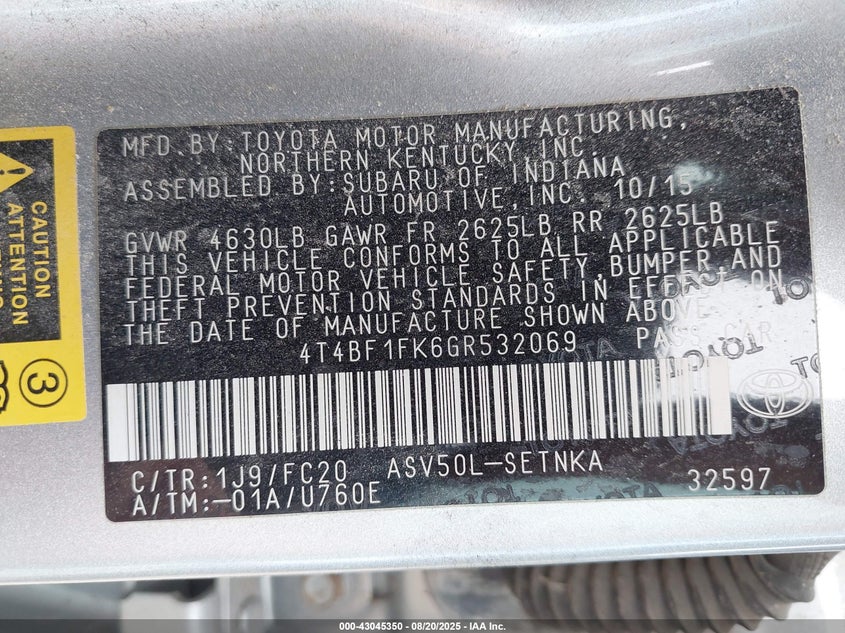 MFD.BY:TOYOTA MOTOR MANUFACTURING,
NORTHERN KENTUCKY,INC.
ASSEMBLED BY:SUBARU OF INDIANA
AUTOMOTIVE,INC. 10/15
GVWR 4630LB GAWR FR 2625LB RR 2625LB
THIS VEHICLE CONFORMS TO ALL APPLICABLE
FEDERAL MOTOR VEHICLE SAFETY,BUMPER AND
THEFT PREVENTION STANDARDS IN EFFECT ON
THE DATE OF MANUFACTURE SHOWN ABOVE.
4T4BF1FK6GR532069 PASS.CAR
C/TR:1J9/FC20 ASV50L-SETNKA
A/TM:-01A/U760E 32597
CAUTION
ATTENTION
3
TOYOTA
TOYOTA
000-43045350 | 08/20/2025 | IAA Inc.